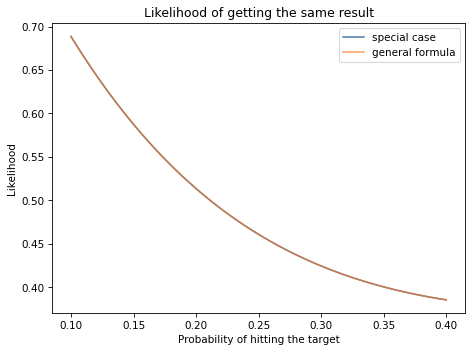 Likelihood of getting the same result
special case
general formula
Likelihood
0.70
0.65
0.60
0.55
0.50
0.45
0.40
0.10
0.15
0.20
0.25
0.30
0.35
0.40
Probability of hitting the target